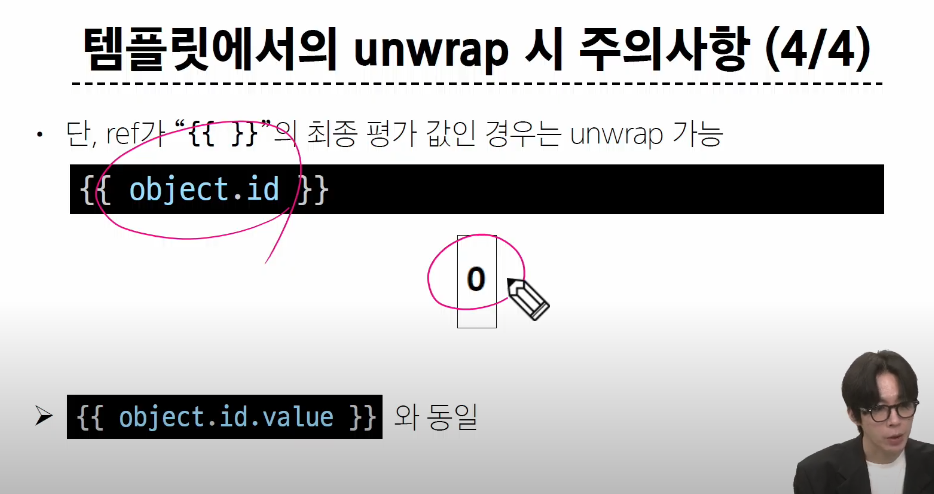 템플릿에서의 unwrap 시 주의사항 (4/4)
• 단, ref가 “{{ }}”의 최종 평가 값인 경우는 unwrap 가능
{{ object.id }}
0
➢ {{ object.id.value }} 와 동일